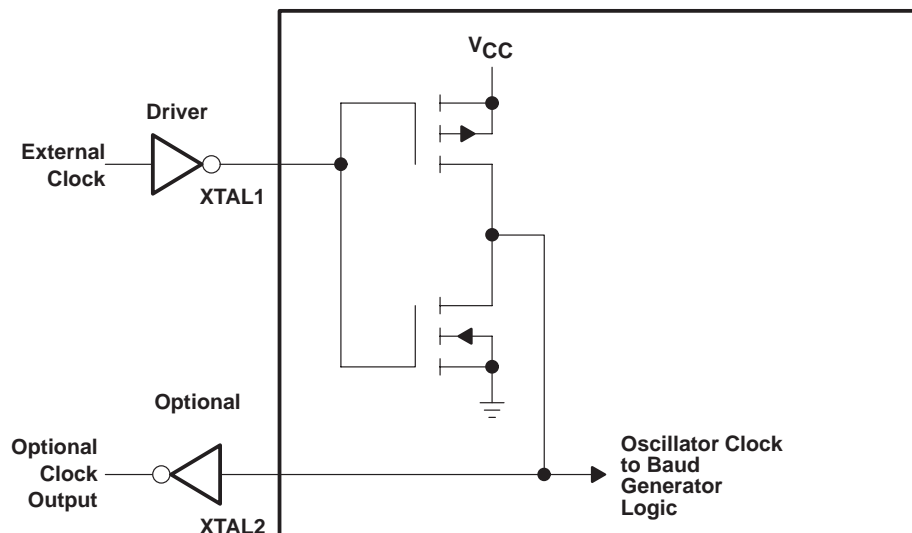 VCC
Driver
External
Clock
XTAL1
Optional
Optional
Clock
Output
XTAL2
Oscillator Clock
to Baud
Generator
Logic